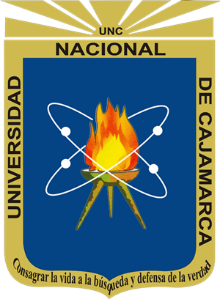 UNC
NACIONAL
UNIVERSIDAD
DE CAJAMARCA
Consagrar la vida a la búsqueda y defensa de la verdad